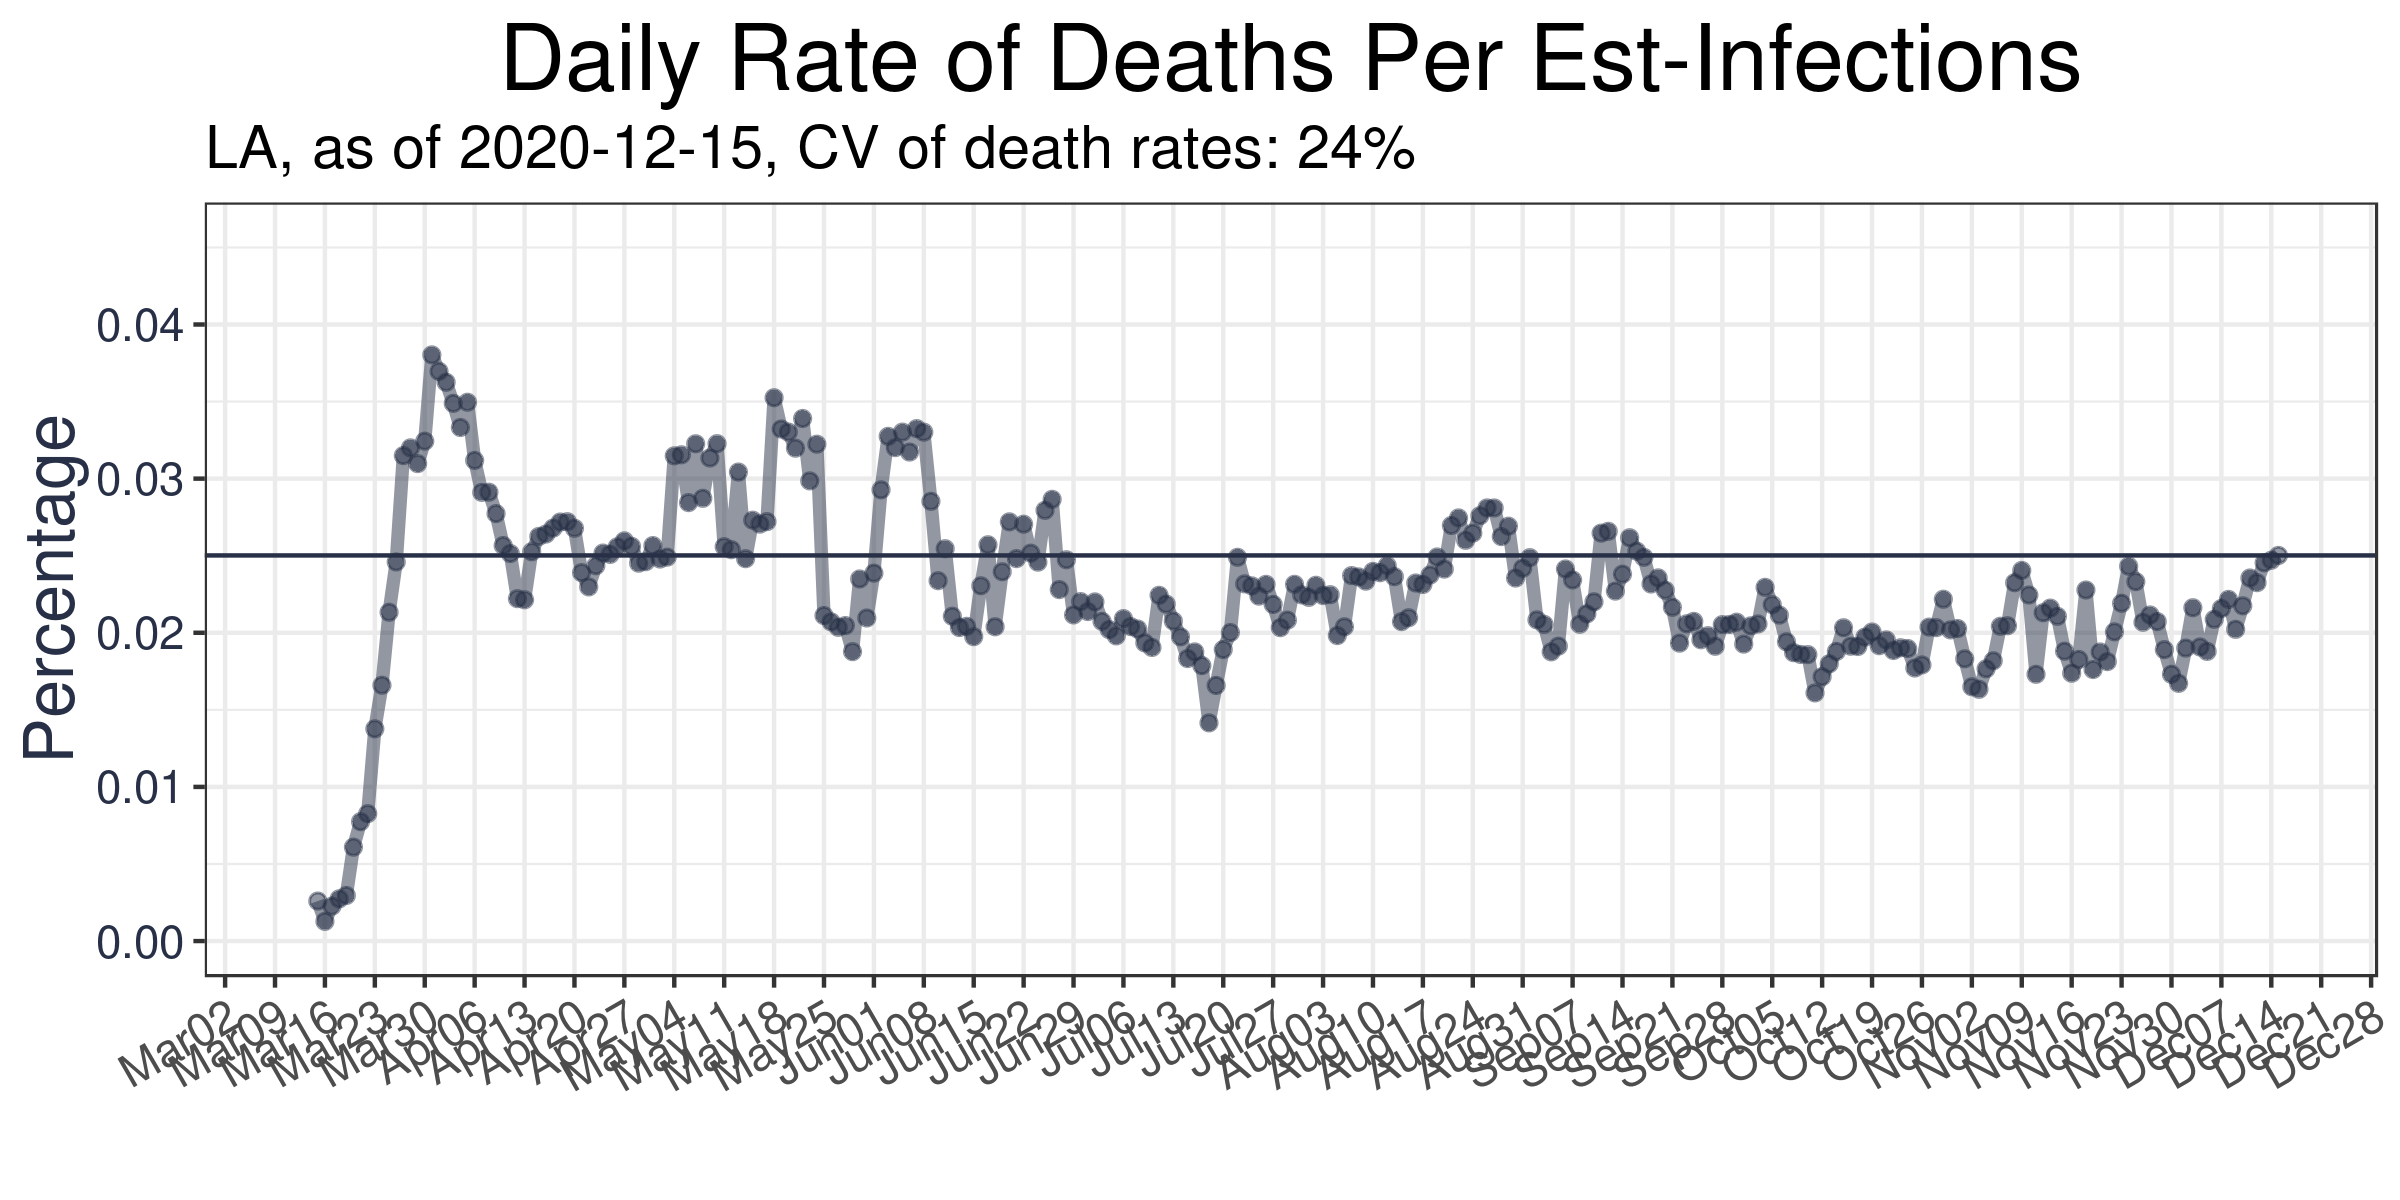 Daily Rate of Deaths Per Est-Infections
LA, as of 2020-12-15, CV of death rates: 24%
Percentage
0.04
0.03
0.02
0.01
0.00
Mar02
Mar09
Mar16
Mar23
Mar30
Apr06
Apr13
Apr20
Apr27
May04
May11
May18
May25
Jun01
Jun08
Jun15
Jun22
Jun29
Jul06
Jul13
Jul20
Jul27
Aug03
Aug10
Aug17
Aug24
Aug31
Sep07
Sep14
Sep21
Sep28
Oct05
Oct12
Oct19
Oct26
Nov02
Nov09
Nov16
Nov23
Nov30
Dec07
Dec14
Dec21
Dec28